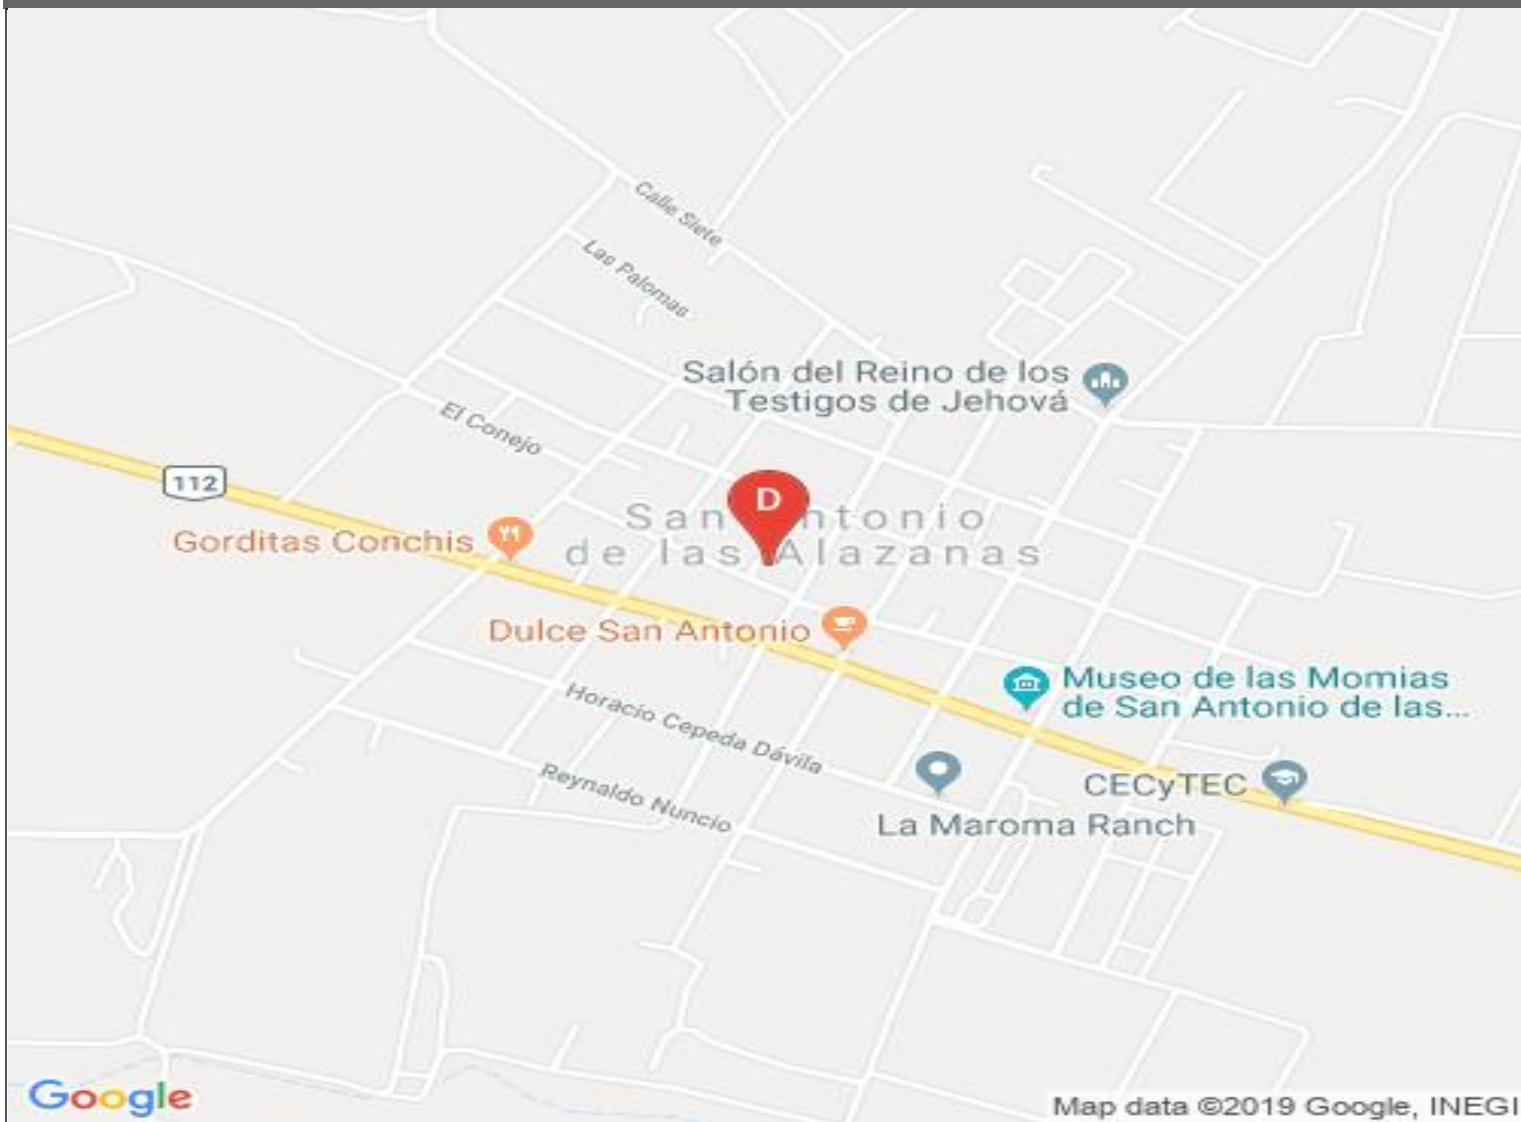 Calle Siete
Las Palomas
Salón del Reino de los
Testigos de Jehová
El Conejo
112
D
San Antonio
de las Alazanas
Gorditas Conchis
Dulce San Antonio
Museo de las Momias
de San Antonio de las...
Horacio Cepeda Dávila
Reynaldo Nuncio
CECyTEC
La Maroma Ranch
Google
Map data ©2019 Google, INEGI